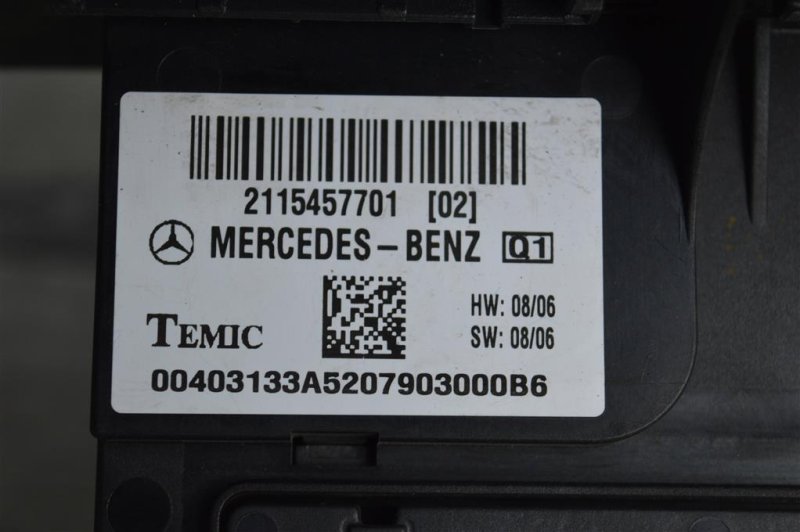 2115457701 [02]
MERCEDES-BENZ Q1
TEMIC
HW: 08/06
SW: 08/06
00403133A5207903000B6